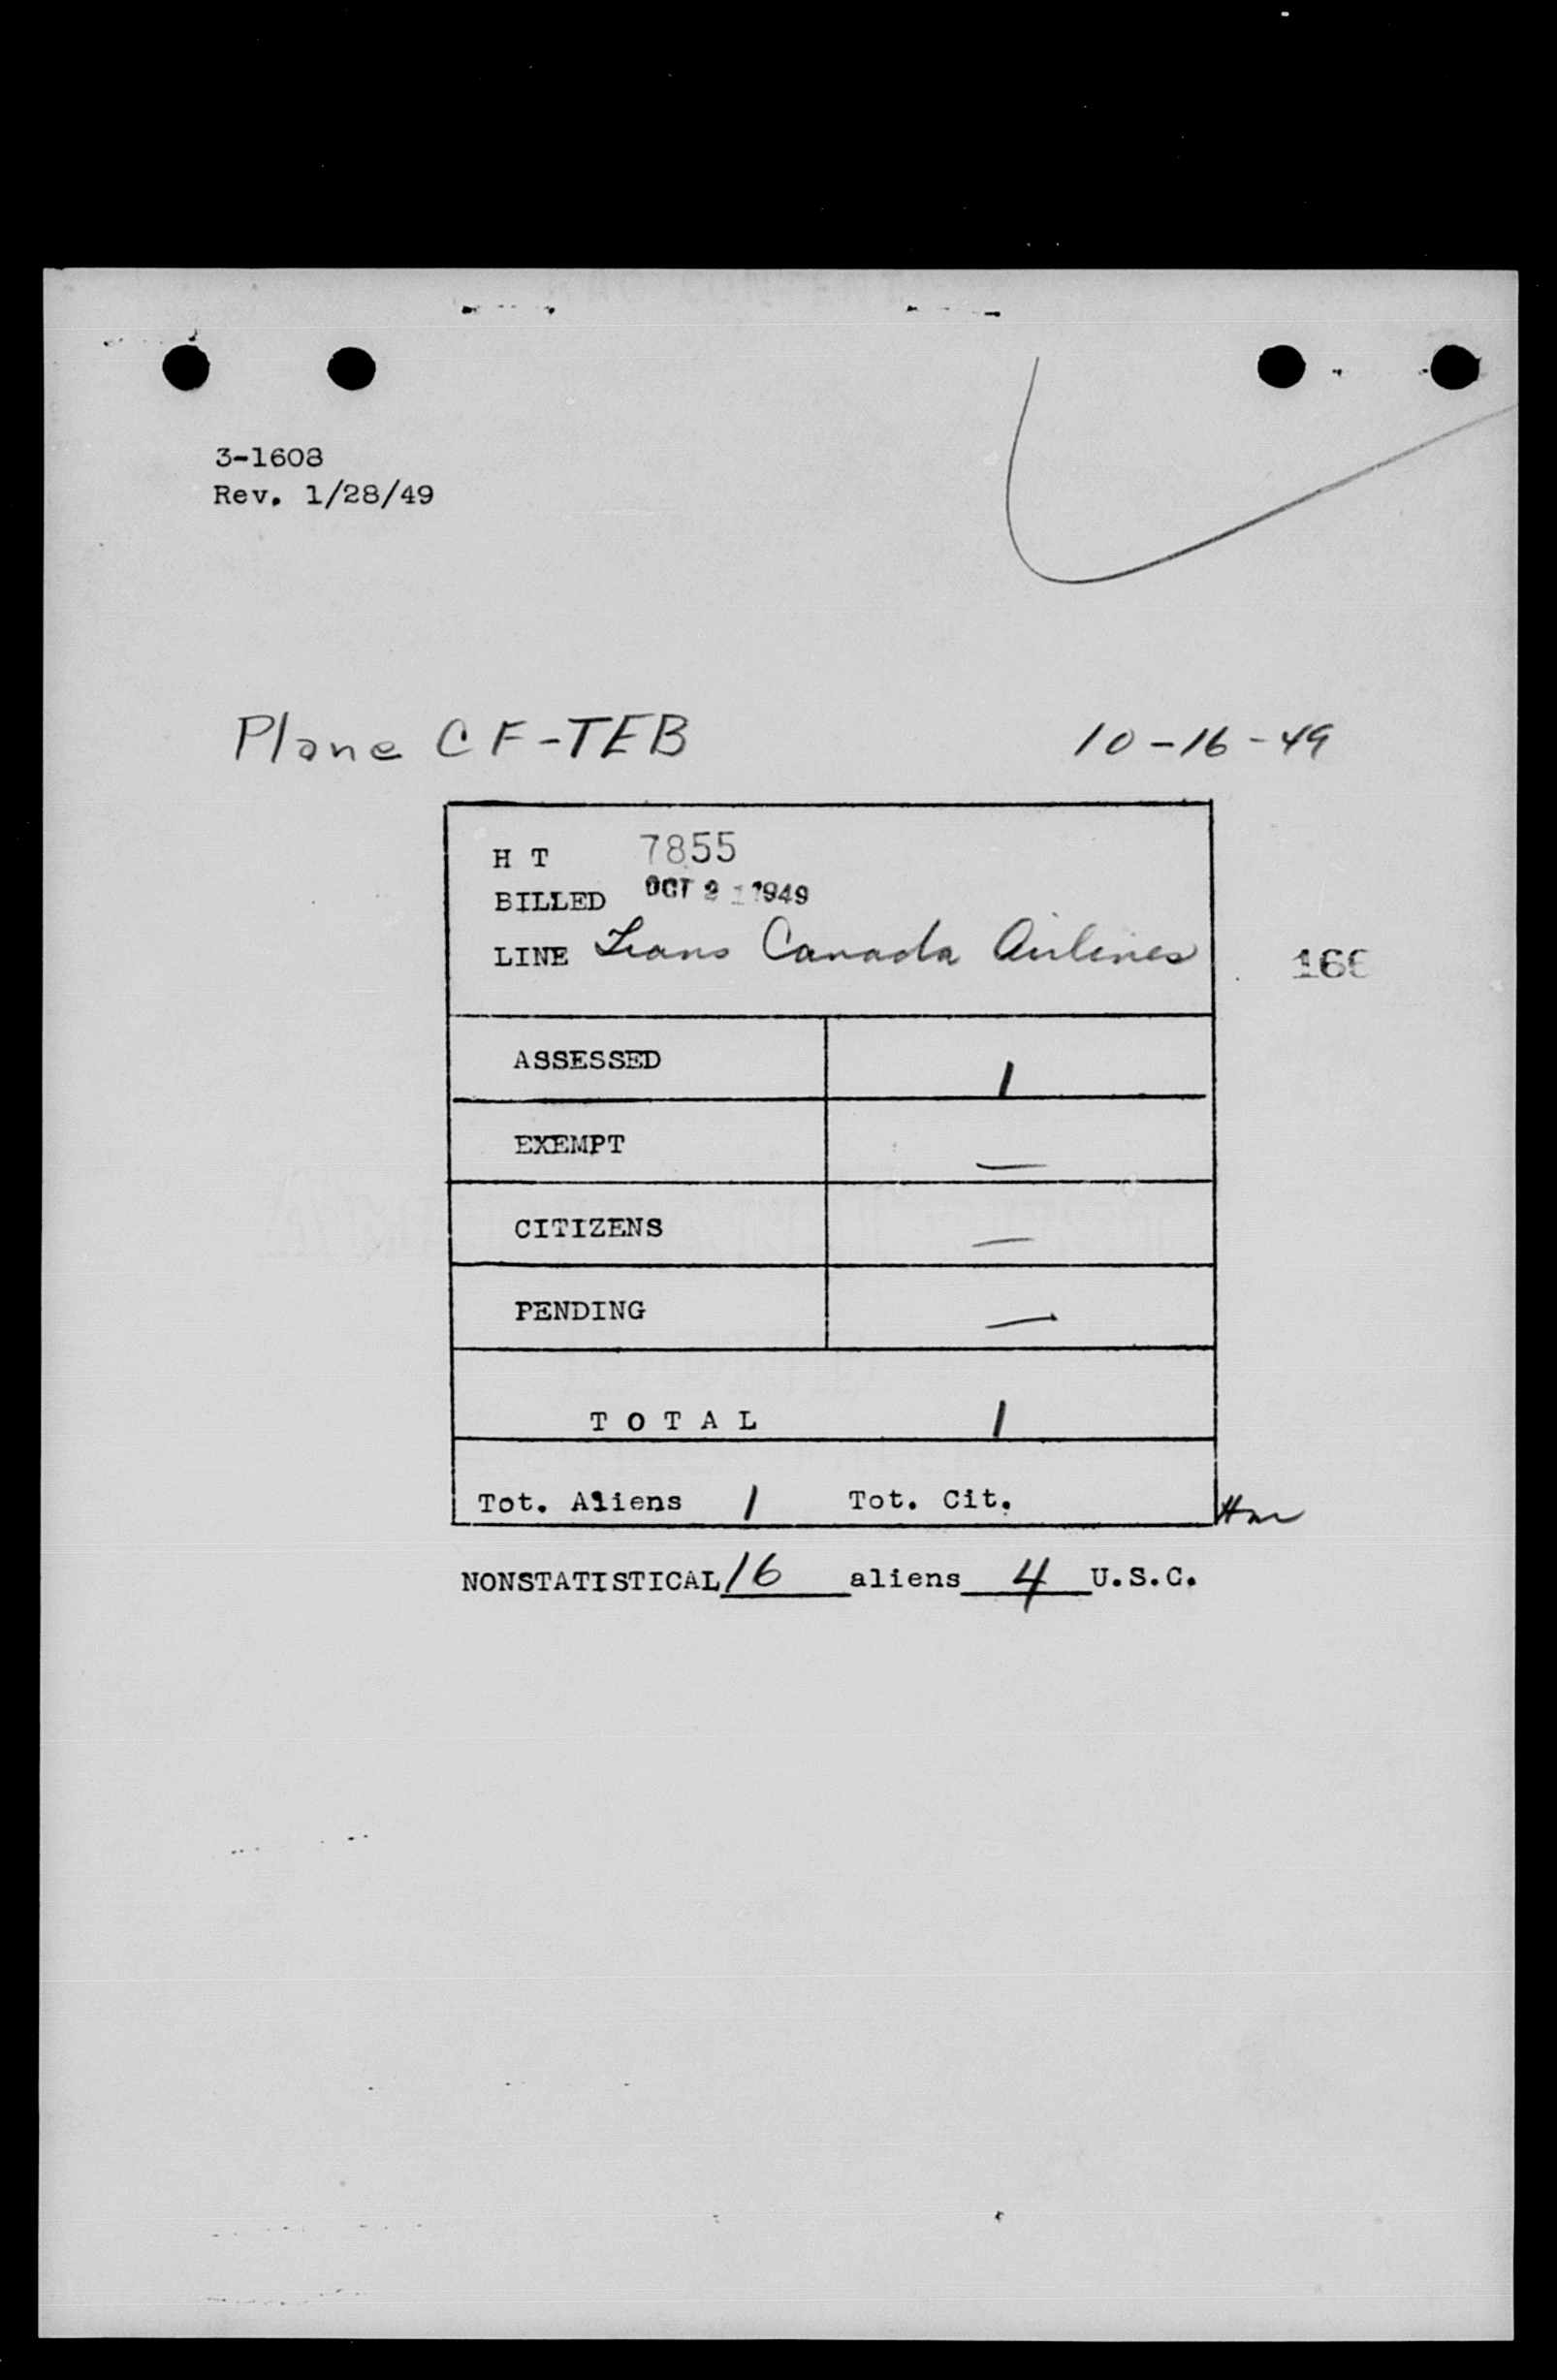 3-1608
Rev. 1/28/49
Plane CF-TEB 10-16-49
H T 7855
BILLED OCT 2 1949
LINE Trans Canada Airlines
ASSESSED 1
EXEMPT —
CITIZENS —
PENDING —
T O T A L 1
Tot. Aliens 1 Tot. Cit.
NONSTATISTICAL 16 aliens 4 U.S.C.